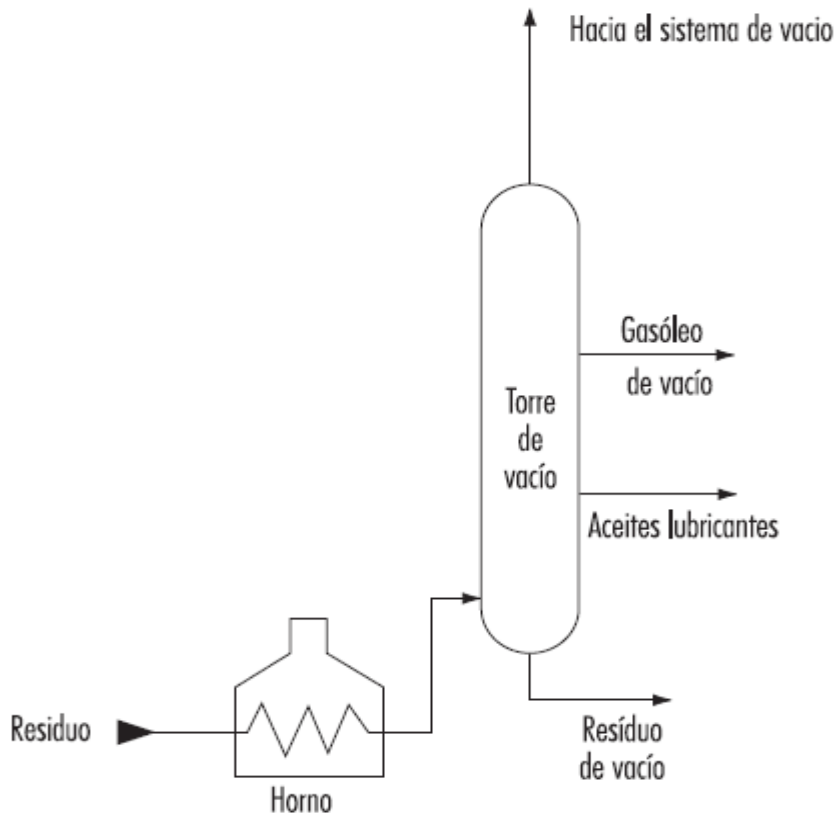 Hacia el sistema de vacio
Gasóleo
de vacío
Torre
de
vacío
Aceites lubricantes
Residuo
Horno
Resíduo
de vacío